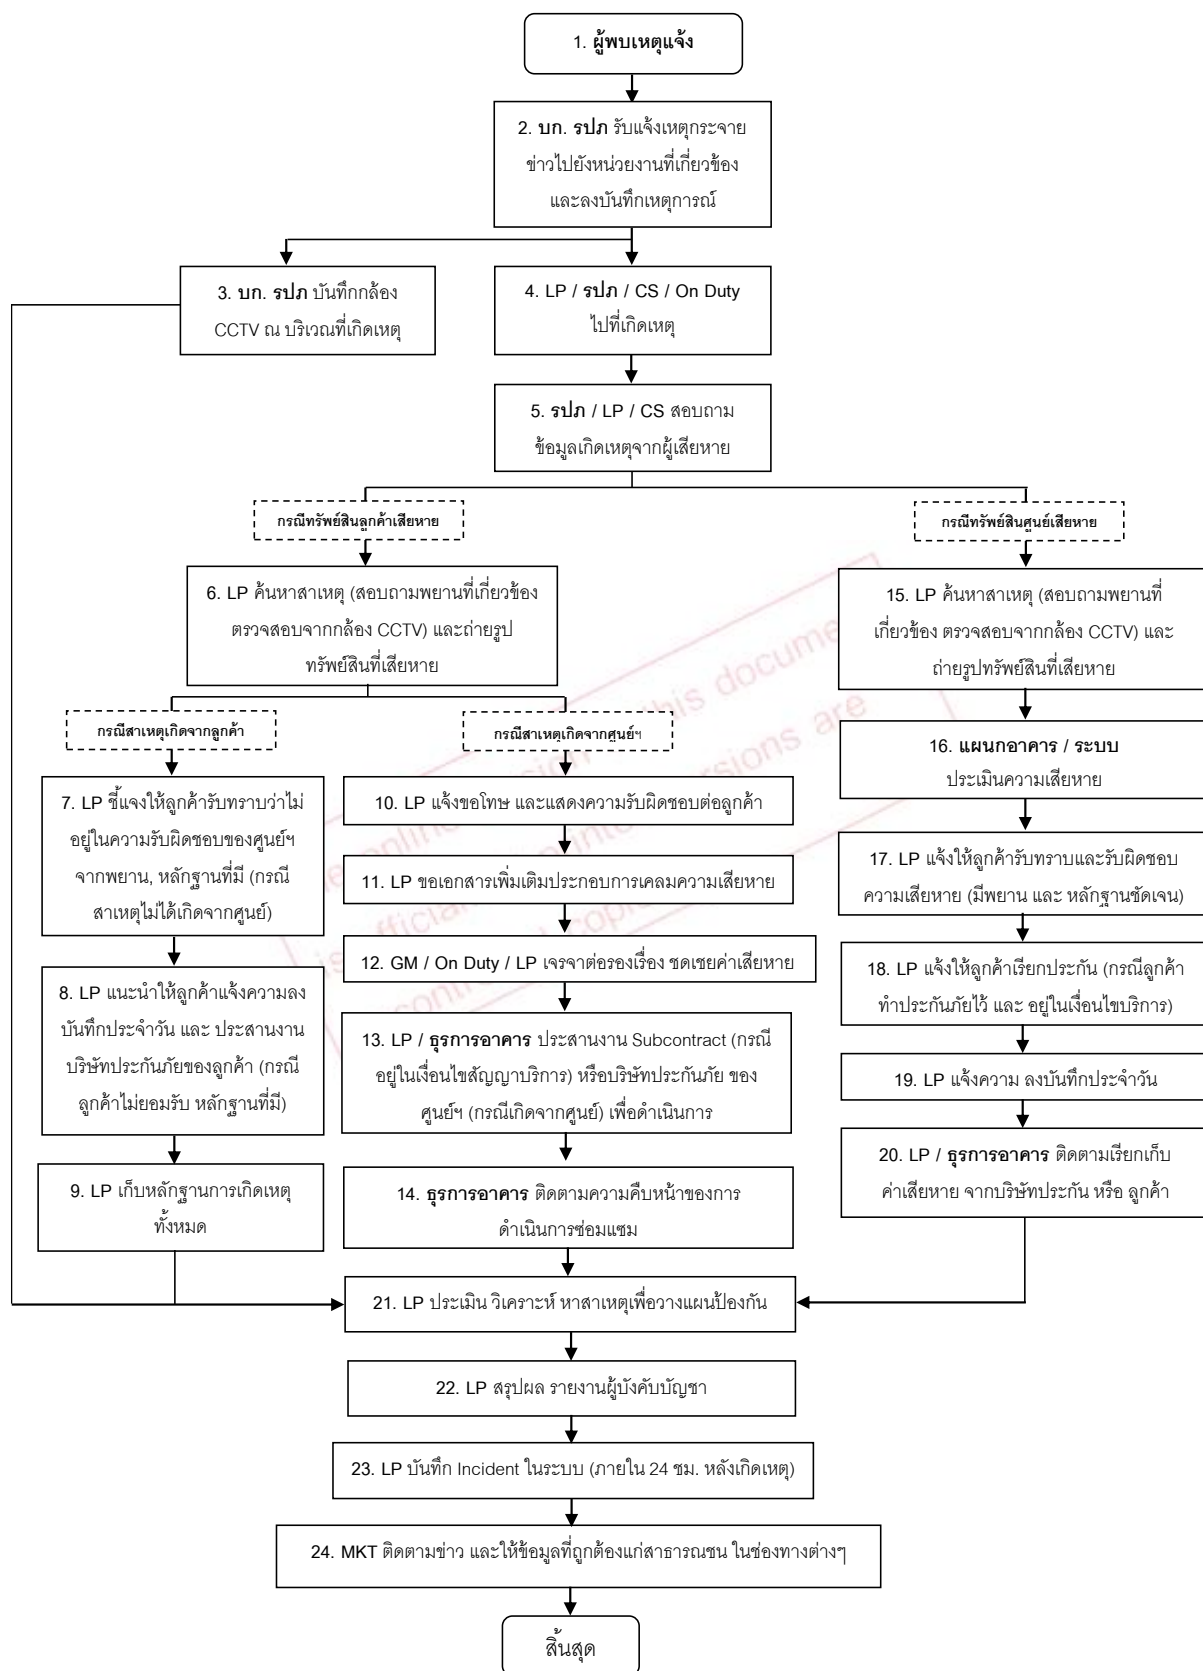 1. ผู้พบเหตุแจ้ง
2. บก. รปภ รับแจ้งเหตุกระจาย
ข่าวไปยังหน่วยงานที่เกี่ยวข้อง
และลงบันทึกเหตุการณ์
3. บก. รปภ บันทึกกล้อง
CCTV ณ บริเวณที่เกิดเหตุ
4. LP / รปภ / CS / On Duty
ไปที่เกิดเหตุ
5. รปภ / LP / CS สอบถาม
ข้อมูลเกิดเหตุจากผู้เสียหาย
กรณีทรัพย์สินลูกค้าเสียหาย
6. LP ค้นหาสาเหตุ (สอบถามพยานที่เกี่ยวข้อง
ตรวจสอบจากกล้อง CCTV) และถ่ายรูป
ทรัพย์สินที่เสียหาย
กรณีสาเหตุเกิดจากลูกค้า
7. LP ชี้แจงให้ลูกค้ารับทราบว่าไม่
อยู่ในความรับผิดชอบของศูนย์ฯ
จากพยาน, หลักฐานที่มี (กรณี
สาเหตุไม่ได้เกิดจากศูนย์)
8. LP แนะนำให้ลูกค้าแจ้งความลง
บันทึกประจำวัน และ ประสานงาน
บริษัทประกันภัยของลูกค้า (กรณี
ลูกค้าไม่ยอมรับ หลักฐานที่มี)
9. LP เก็บหลักฐานการเกิดเหตุ
ทั้งหมด
กรณีสาเหตุเกิดจากศูนย์ฯ
10. LP แจ้งขอโทษ และแสดงความรับผิดชอบต่อลูกค้า
11. LP ขอเอกสารเพิ่มเติมประกอบการเคลมความเสียหาย
12. GM / On Duty / LP เจรจาต่อรองเรื่อง ชดเชยค่าเสียหาย
13. LP / ธุรการอาคาร ประสานงาน Subcontract (กรณี
อยู่ในเงื่อนไขสัญญาบริการ) หรือบริษัทประกันภัย ของ
ศูนย์ฯ (กรณีเกิดจากศูนย์) เพื่อดำเนินการ
14. ธุรการอาคาร ติดตามความคืบหน้าของการ
ดำเนินการซ่อมแซม
กรณีทรัพย์สินศูนย์เสียหาย
15. LP ค้นหาสาเหตุ (สอบถามพยานที่
เกี่ยวข้อง ตรวจสอบจากกล้อง CCTV) และ
ถ่ายรูปทรัพย์สินที่เสียหาย
16. แผนกอาคาร / ระบบ
ประเมินความเสียหาย
17. LP แจ้งให้ลูกค้ารับทราบและรับผิดชอบ
ความเสียหาย (มีพยาน และ หลักฐานชัดเจน)
18. LP แจ้งให้ลูกค้าเรียกประกัน (กรณีลูกค้า
ทำประกันภัยไว้ และ อยู่ในเงื่อนไขบริการ)
19. LP แจ้งความ ลงบันทึกประจำวัน
20. LP / ธุรการอาคาร ติดตามเรียกเก็บ
ค่าเสียหาย จากบริษัทประกัน หรือ ลูกค้า
21. LP ประเมิน วิเคราะห์ หาสาเหตุเพื่อวางแผนป้องกัน
22. LP สรุปผล รายงานผู้บังคับบัญชา
23. LP บันทึก Incident ในระบบ (ภายใน 24 ชม. หลังเกิดเหตุ)
24. MKT ติดตามข่าว และให้ข้อมูลที่ถูกต้องแก่สาธารณชน ในช่องทางต่างๆ
สิ้นสุด